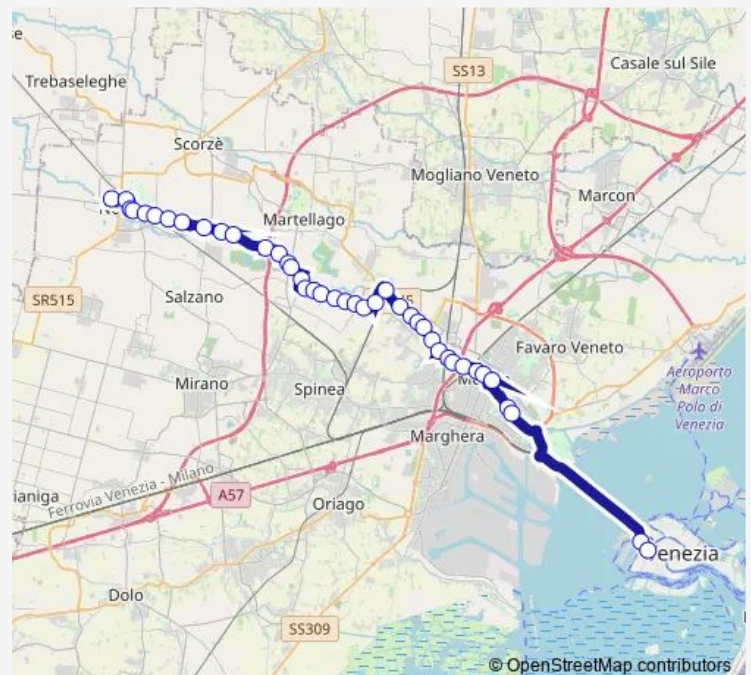 Casale sul Sile
SS13
Trebaseleghe
Scorzè
Mogliano Veneto
Marcon
Martellago
SR515
Salzano
Favaro Veneto
Mirano
Spinea
Aeroporto
Marco
Polo di
Venezia
Marghera
Ferrovia Venezia - Milano
A57
Oriago
enezia
Dolo
SS309
© OpenStreetMap contributors